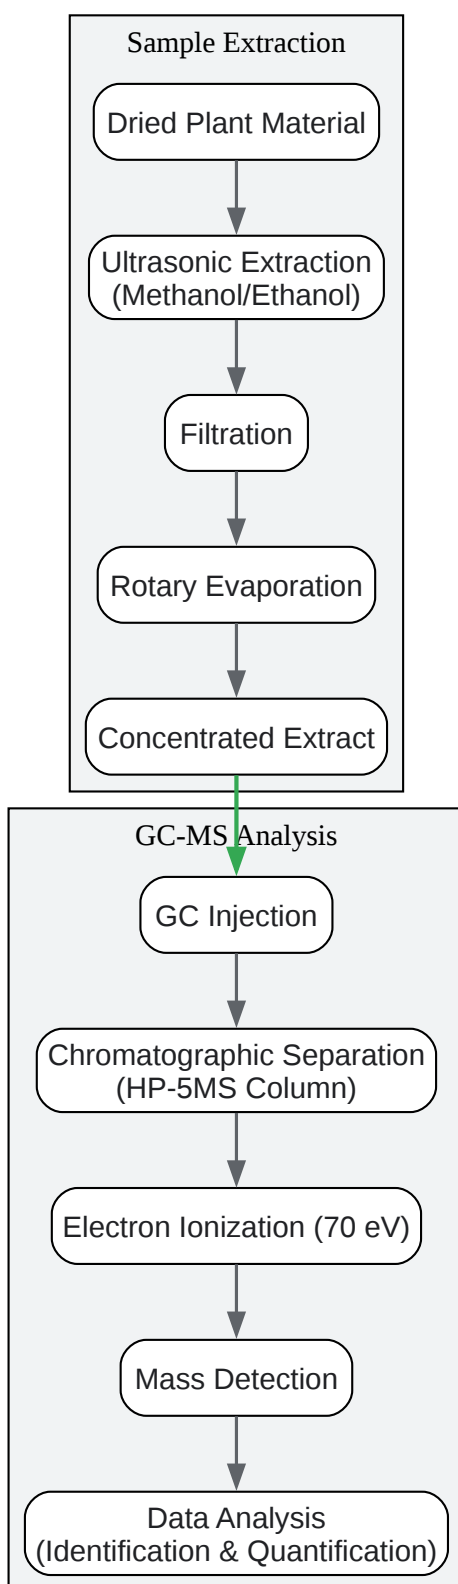 Sample Extraction
Dried Plant Material
Ultrasonic Extraction
(Methanol/Ethanol)
Filtration
Rotary Evaporation
Concentrated Extract
GC-MS Analysis
GC Injection
Chromatographic Separation
(HP-5MS Column)
Electron Ionization (70 eV)
Mass Detection
Data Analysis
(Identification & Quantification)